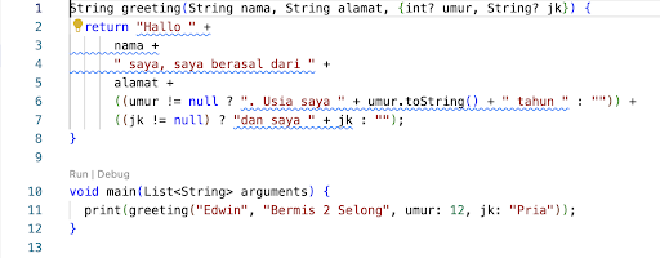 1 String greeting(String nama, String alamat, {int? umur, String? jk}) {
2 return "Hallo " +
3 nama +
4 " saya, saya berasal dari " +
5 alamat +
6 ((umur != null ? ". Usia saya " + umur.toString() + " tahun " : "")) +
7 ((jk != null) ? "dan saya " + jk : "");
8 }
9
Run | Debug
10 void main(List<String> arguments) {
11 print(greeting("Edwin", "Bermis 2 Selong", umur: 12, jk: "Pria"));
12 }
13